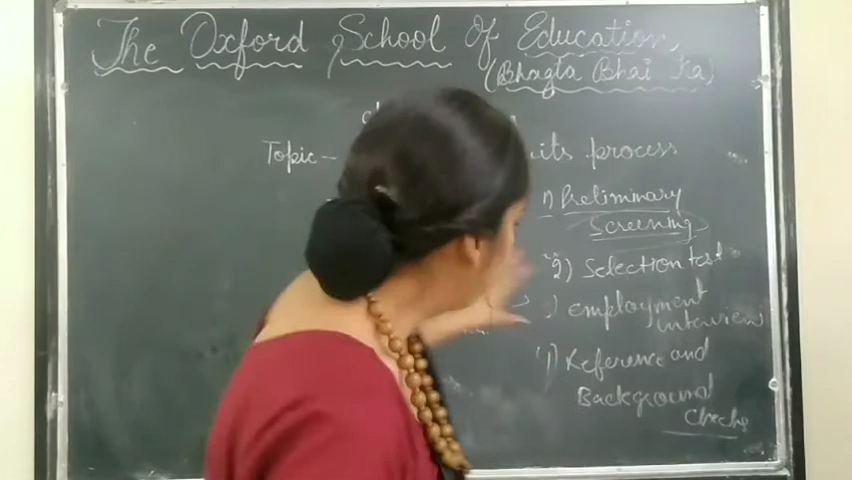 The Oxford School of Education
(Bhagta Bhai Ka)
Topic - its process
1) Preliminary
Screening
2) Selection test
) employment
interview
) Reference and
Background
Checks